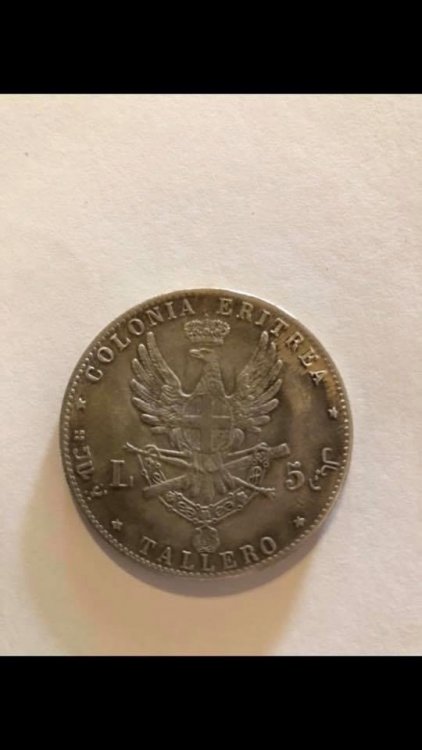 ★ COLONIA ERITREA ★
L. 5
★ TALLERO ★